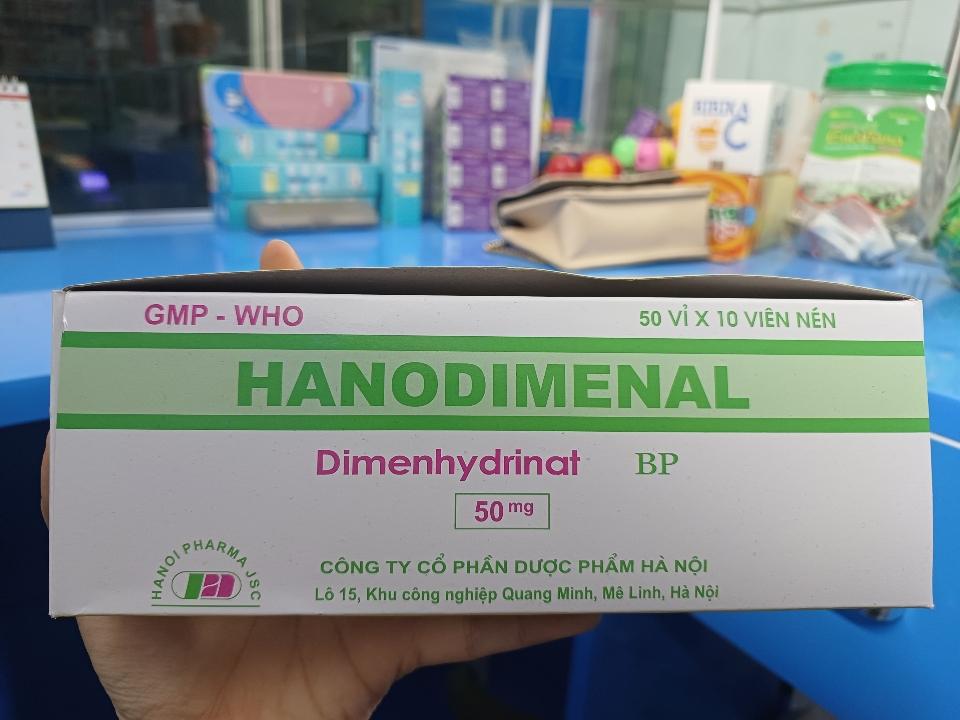 GMP - WHO
50 VỈ X 10 VIÊN NÉN
HANODIMENAL
Dimenhydrinat BP
50 mg
HANOI PHARMA JSC
CÔNG TY CỔ PHẦN DƯỢC PHẨM HÀ NỘI
Lô 15, Khu công nghiệp Quang Minh, Mê Linh, Hà Nội
C